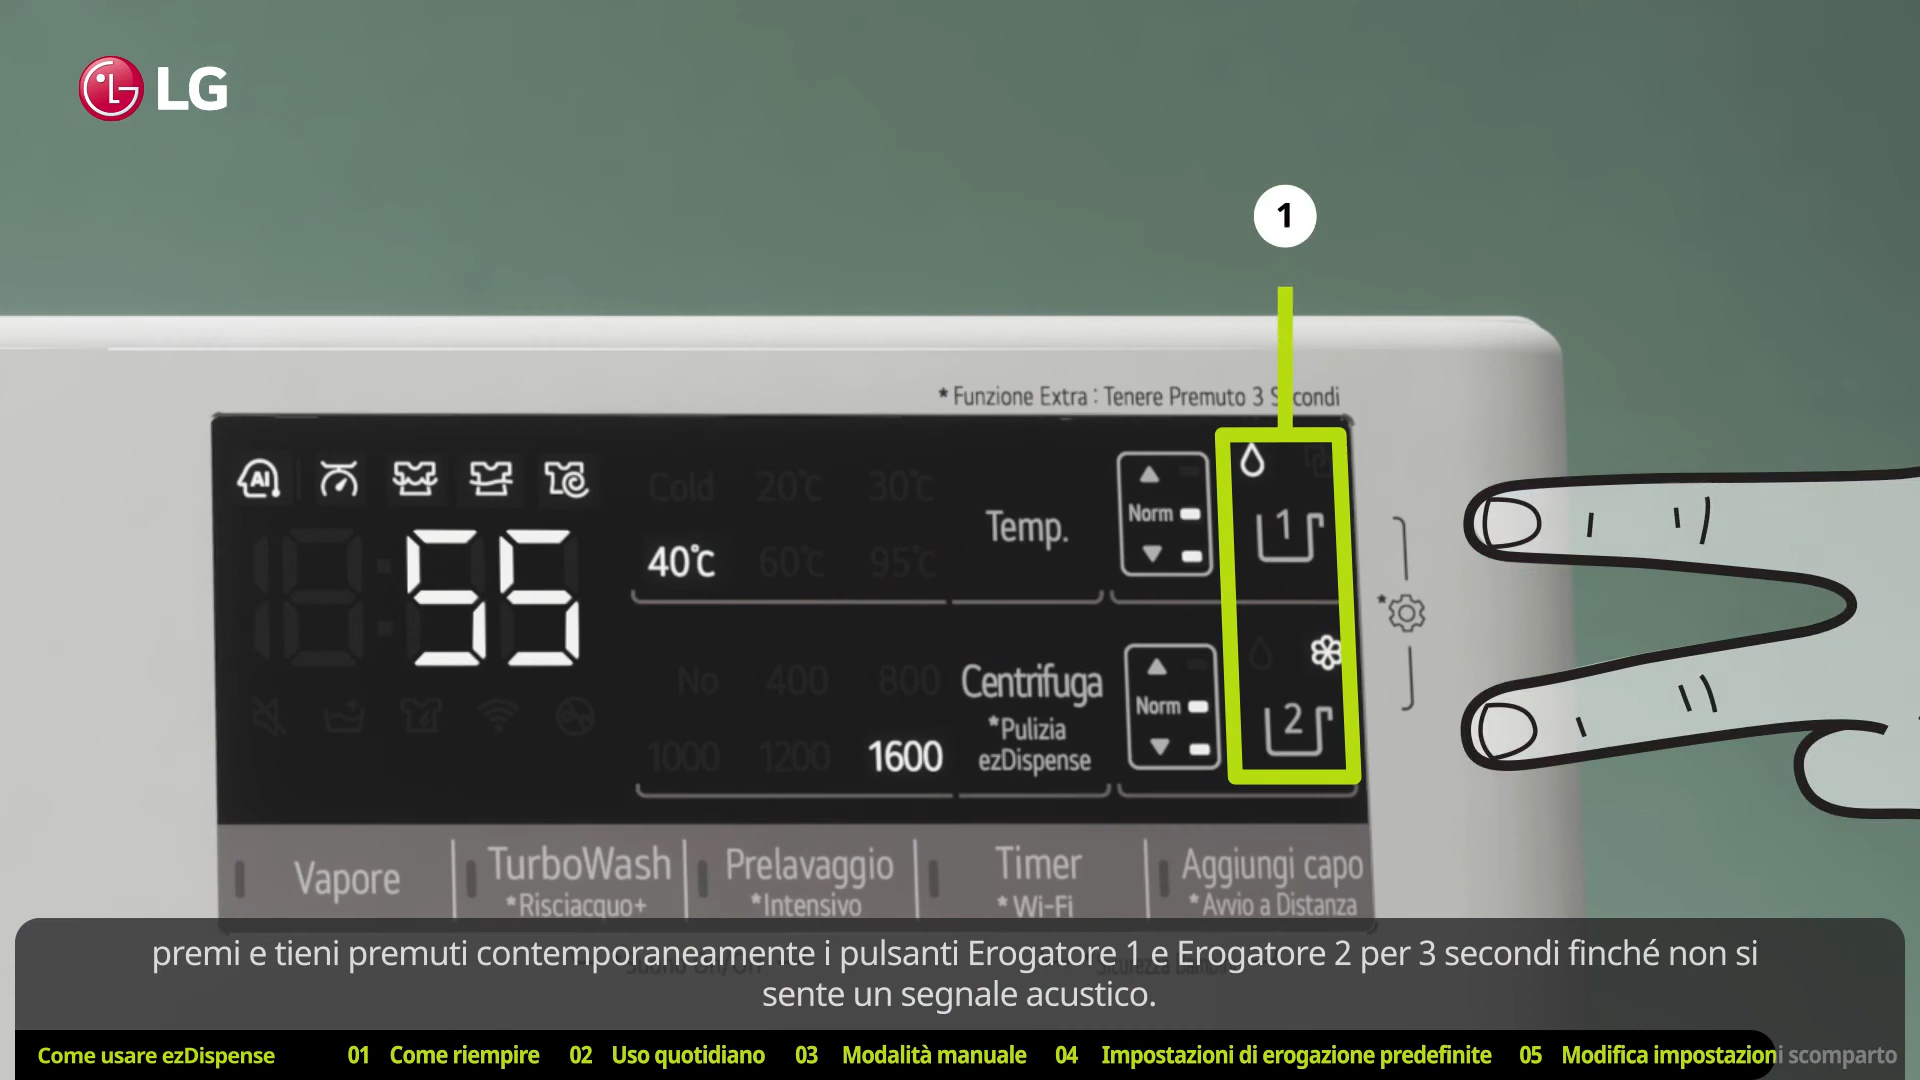 LG
1
* Funzione Extra : Tenere Premuto 3 Secondi
AI
Cold 20°c 30°c
40°c 60°c 95°c
Temp.
Norm
1
55
No 400 800
1000 1200 1600
Centrifuga
*Pulizia
ezDispense
Norm
2
*
Vapore
TurboWash
*Risciacquo+
Prelavaggio
*Intensivo
Timer
* Wi-Fi
Aggiungi capo
* Avvio a Distanza
premi e tieni premuti contemporaneamente i pulsanti Erogatore 1 e Erogatore 2 per 3 secondi finché non si
sente un segnale acustico.
Come usare ezDispense 01 Come riempire 02 Uso quotidiano 03 Modalità manuale 04 Impostazioni di erogazione predefinite 05 Modifica impostazioni scomparto